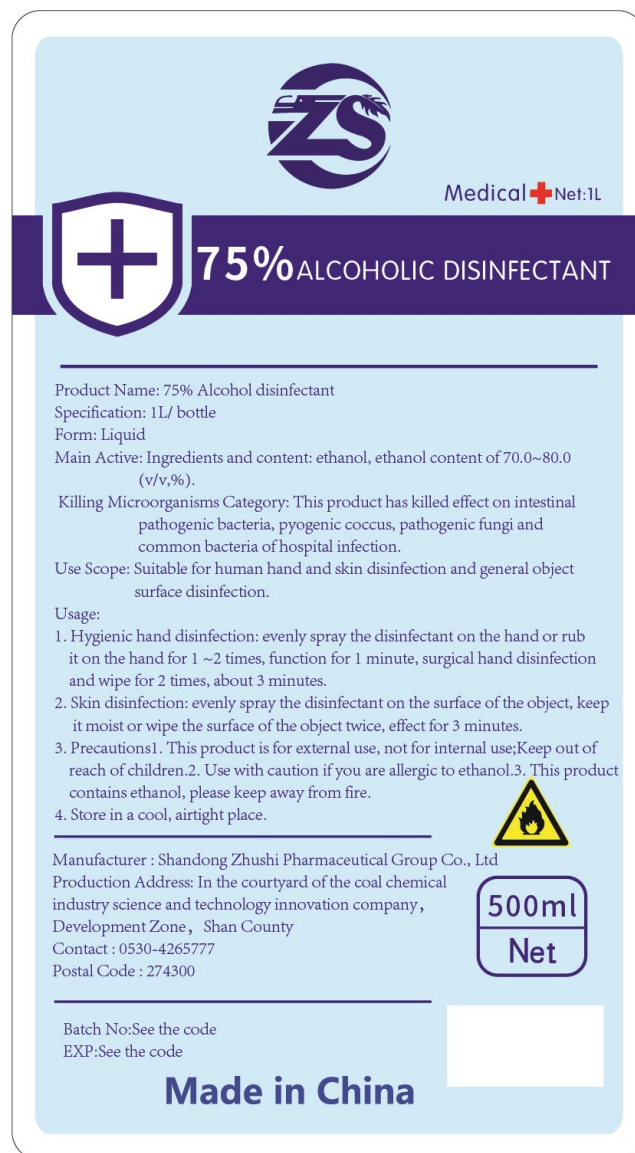 ZS
Medical Net:1L
75% ALCOHOLIC DISINFECTANT
Product Name: 75% Alcohol disinfectant
Specification: 1L/ bottle
Form: Liquid
Main Active: Ingredients and content: ethanol, ethanol content of 70.0~80.0
(v/v,%).
Killing Microorganisms Category: This product has killed effect on intestinal
pathogenic bacteria, pyogenic coccus, pathogenic fungi and
common bacteria of hospital infection.
Use Scope: Suitable for human hand and skin disinfection and general object
surface disinfection.
Usage:
1. Hygienic hand disinfection: evenly spray the disinfectant on the hand or rub
it on the hand for 1 ~2 times, function for 1 minute, surgical hand disinfection
and wipe for 2 times, about 3 minutes.
2. Skin disinfection: evenly spray the disinfectant on the surface of the object, keep
it moist or wipe the surface of the object twice, effect for 3 minutes.
3. Precautions1. This product is for external use, not for internal use;Keep out of
reach of children.2. Use with caution if you are allergic to ethanol.3. This product
contains ethanol, please keep away from fire.
4. Store in a cool, airtight place.
Manufacturer : Shandong Zhushi Pharmaceutical Group Co., Ltd
Production Address: In the courtyard of the coal chemical
industry science and technology innovation company，
Development Zone，Shan County
Contact : 0530-4265777
Postal Code : 274300
500ml
Net
Batch No:See the code
EXP:See the code
Made in China